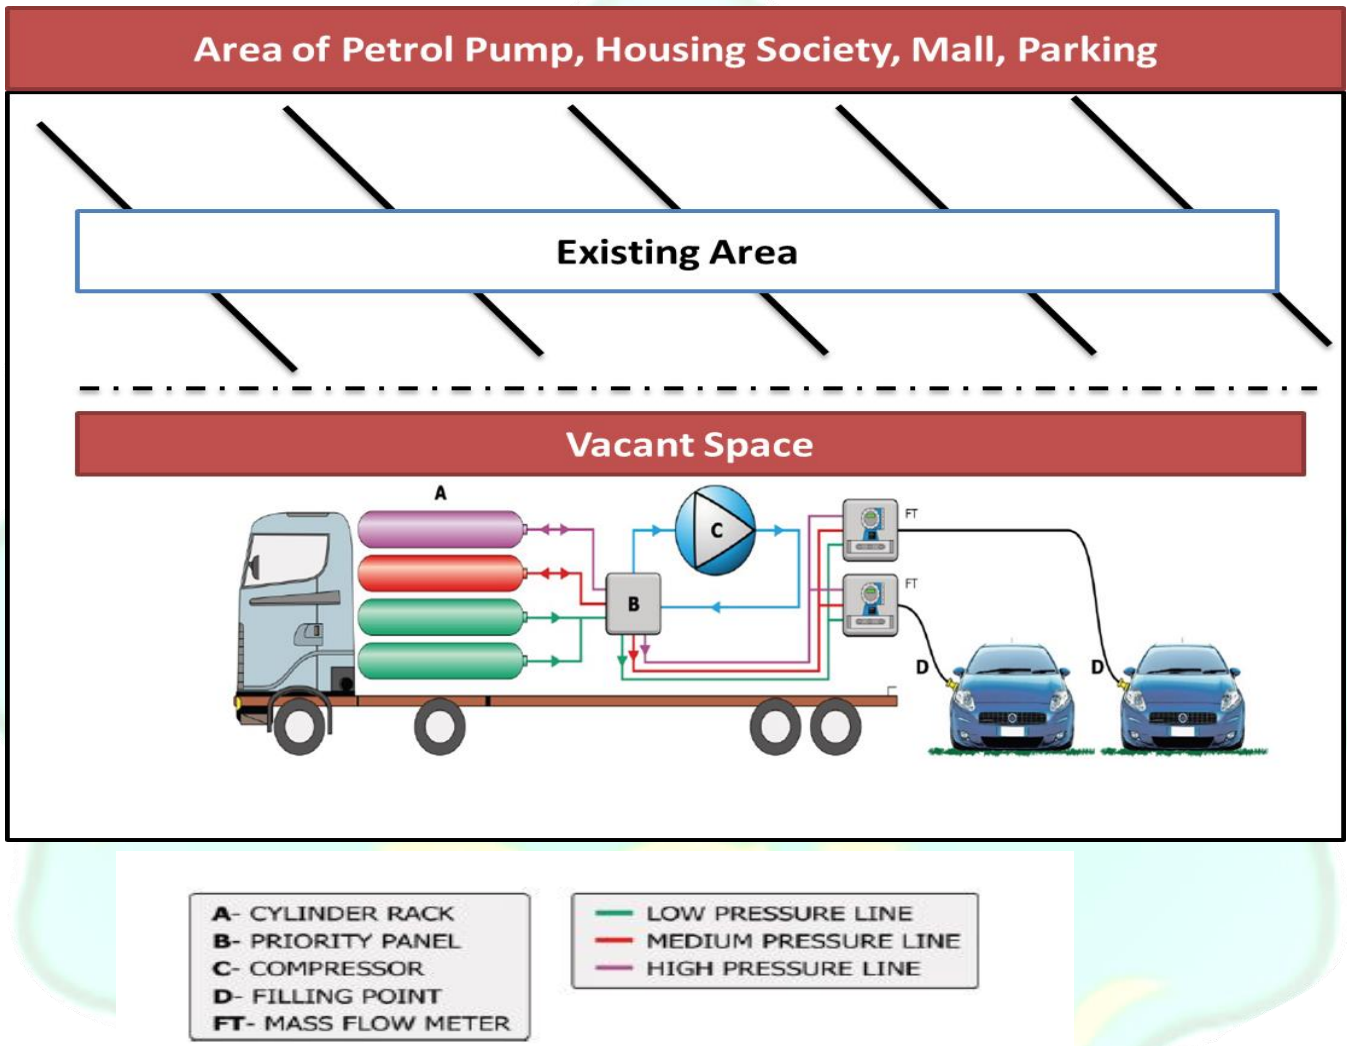 Area of Petrol Pump, Housing Society, Mall, Parking
Existing Area
Vacant Space
A
C
FT
FT
B
D
D
A- CYLINDER RACK
B- PRIORITY PANEL
C- COMPRESSOR
D- FILLING POINT
FT- MASS FLOW METER
LOW PRESSURE LINE
MEDIUM PRESSURE LINE
HIGH PRESSURE LINE